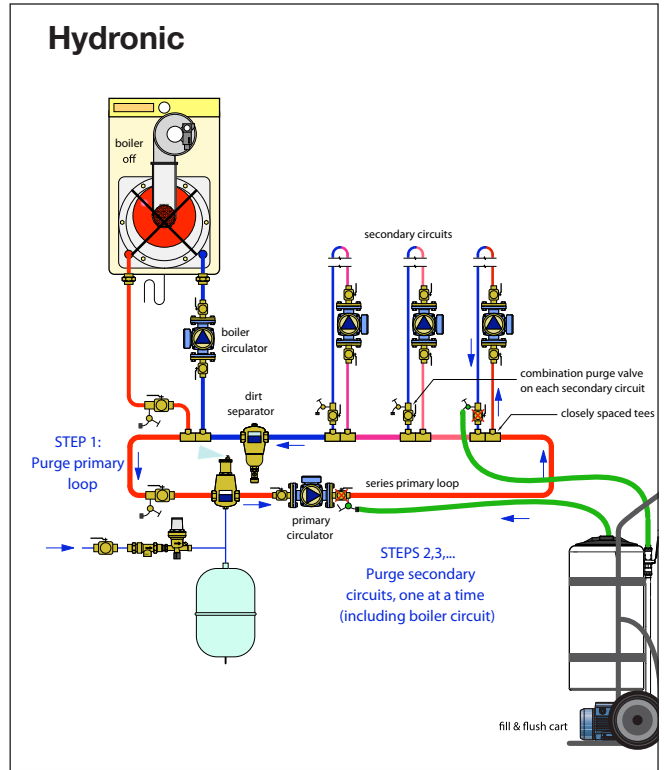 Hydronic
boiler
off
secondary circuits
boiler
circulator
combination purge valve
on each secondary circuit
dirt
separator
closely spaced tees
STEP 1:
Purge primary
loop
series primary loop
primary
circulator
STEPS 2,3,...
Purge secondary
circuits, one at a time
(including boiler circuit)
fill & flush cart